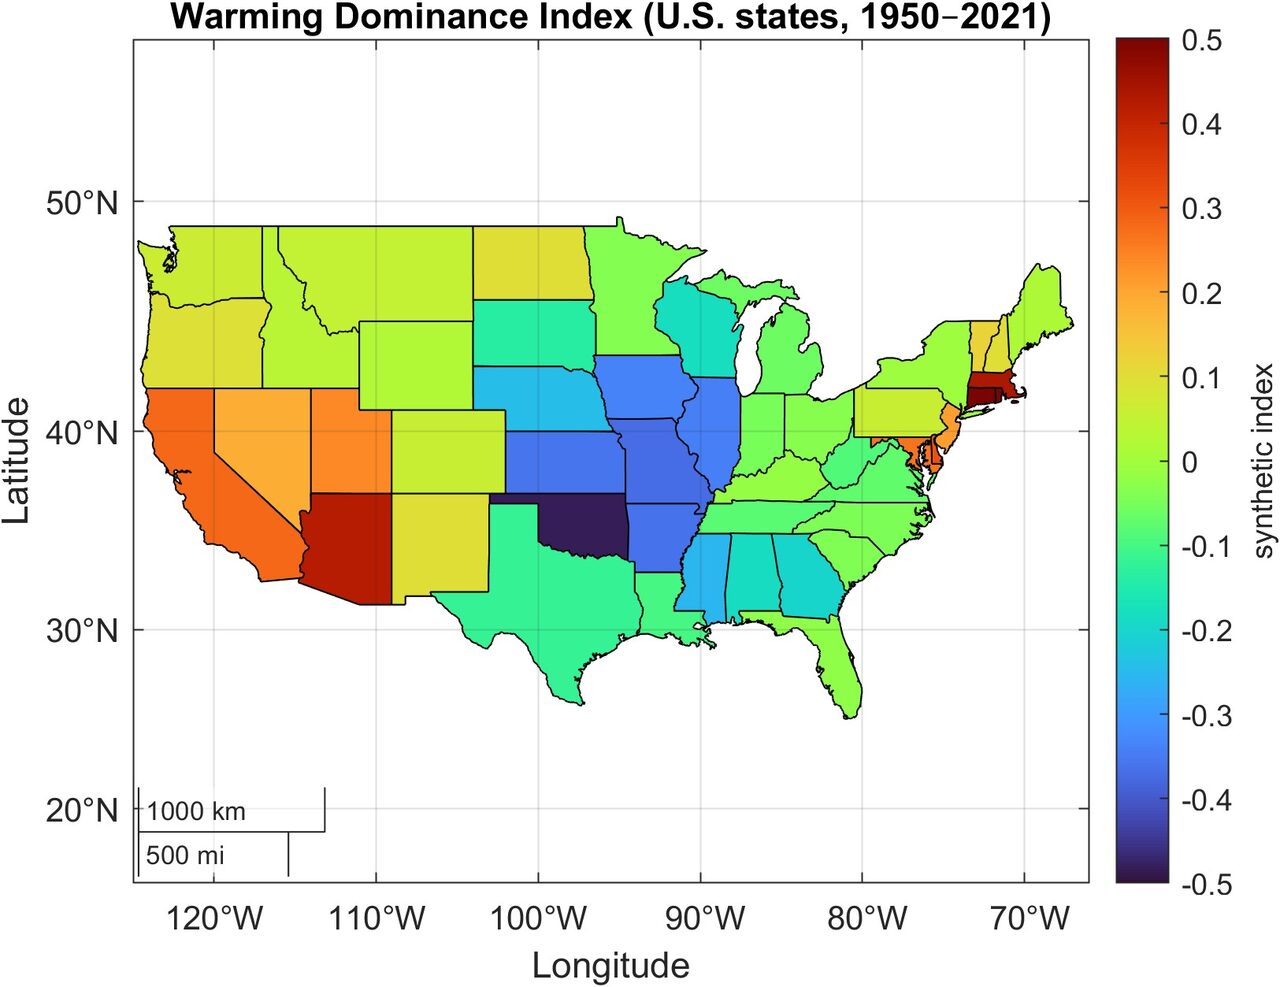 Warming Dominance Index (U.S. states, 1950–2021)
50°N
40°N
30°N
20°N
Latitude
1000 km
500 mi
120°W 110°W 100°W 90°W 80°W 70°W
Longitude
0.5
0.4
0.3
0.2
0.1
0
-0.1
-0.2
-0.3
-0.4
-0.5
synthetic index